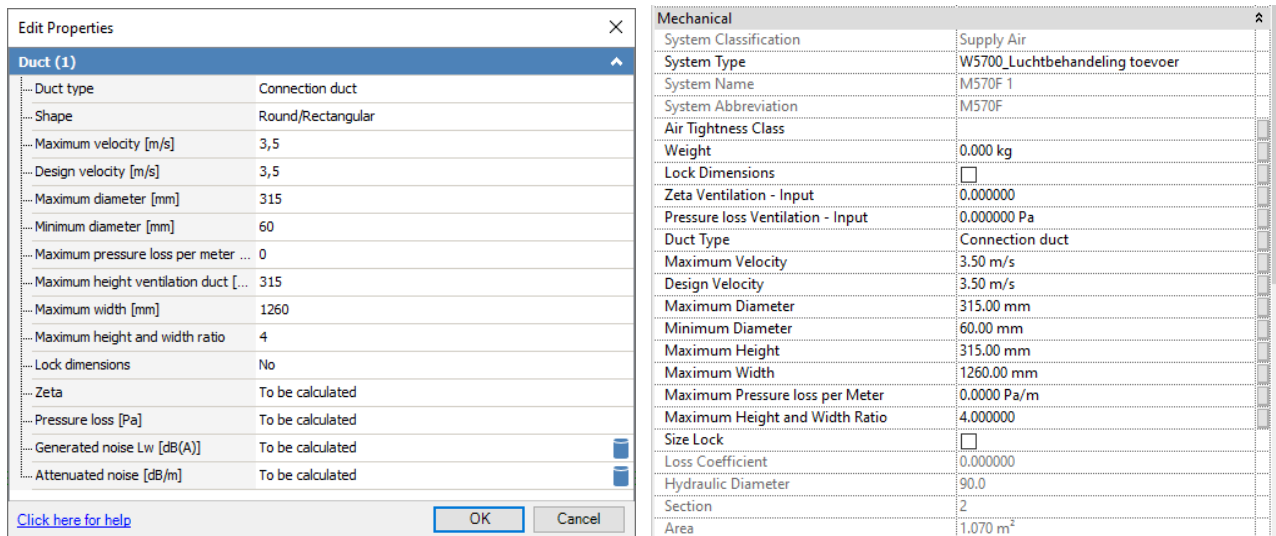 Edit Properties
Duct (1)
Duct type Connection duct
Shape Round/Rectangular
Maximum velocity [m/s] 3,5
Design velocity [m/s] 3,5
Maximum diameter [mm] 315
Minimum diameter [mm] 60
Maximum pressure loss per meter ... 0
Maximum height ventilation duct [... 315
Maximum width [mm] 1260
Maximum height and width ratio 4
Lock dimensions No
Zeta To be calculated
Pressure loss [Pa] To be calculated
Generated noise Lw [dB(A)] To be calculated
Attenuated noise [dB/m] To be calculated
Click here for help
OK Cancel
Mechanical
System Classification Supply Air
System Type W5700_Luchtbehandeling toevoer
System Name M570F 1
System Abbreviation M570F
Air Tightness Class
Weight 0.000 kg
Lock Dimensions
Zeta Ventilation - Input 0.000000
Pressure loss Ventilation - Input 0.000000 Pa
Duct Type Connection duct
Maximum Velocity 3.50 m/s
Design Velocity 3.50 m/s
Maximum Diameter 315.00 mm
Minimum Diameter 60.00 mm
Maximum Height 315.00 mm
Maximum Width 1260.00 mm
Maximum Pressure loss per Meter 0.0000 Pa/m
Maximum Height and Width Ratio 4.000000
Size Lock
Loss Coefficient 0.000000
Hydraulic Diameter 90.0
Section 2
Area 1.070 m²